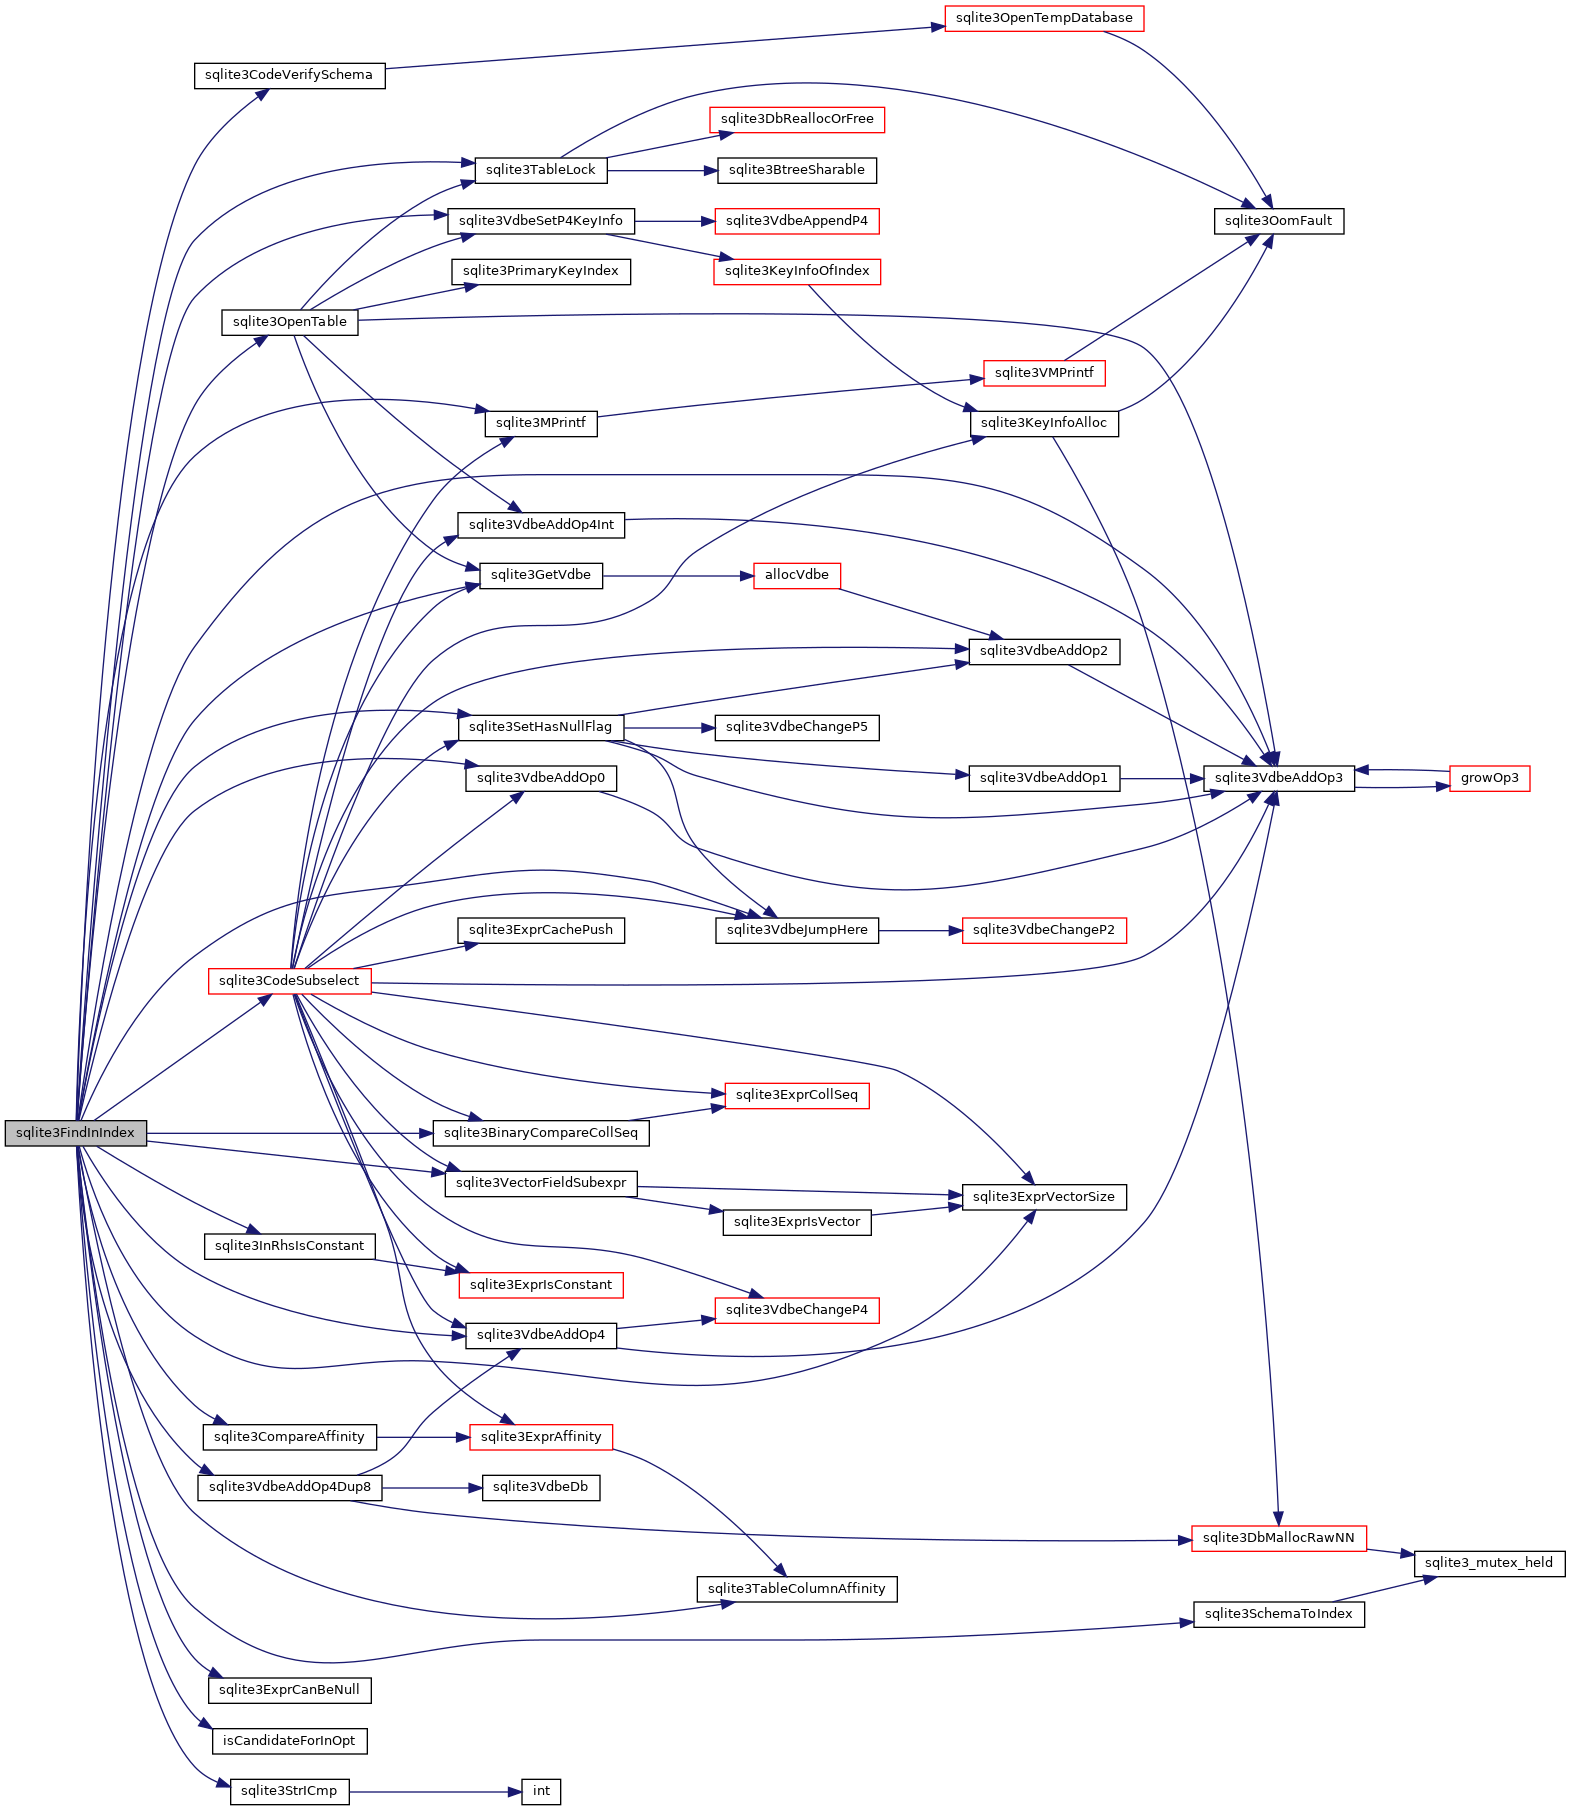 sqlite3OpenTempDatabase
sqlite3CodeVerifySchema
sqlite3DbReallocOrFree
sqlite3TableLock
sqlite3BtreeSharable
sqlite3VdbeSetP4KeyInfo
sqlite3VdbeAppendP4
sqlite3OomFault
sqlite3PrimaryKeyIndex
sqlite3KeyInfoOfIndex
sqlite3OpenTable
sqlite3VMPrintf
sqlite3MPrintf
sqlite3KeyInfoAlloc
sqlite3VdbeAddOp4Int
sqlite3GetVdbe
allocVdbe
sqlite3VdbeAddOp2
sqlite3SetHasNullFlag
sqlite3VdbeChangeP5
sqlite3VdbeAddOp0
sqlite3VdbeAddOp1
sqlite3VdbeAddOp3
growOp3
sqlite3ExprCachePush
sqlite3VdbeJumpHere
sqlite3VdbeChangeP2
sqlite3CodeSubselect
sqlite3ExprCollSeq
sqlite3FindInIndex
sqlite3BinaryCompareCollSeq
sqlite3VectorFieldSubexpr
sqlite3ExprVectorSize
sqlite3ExprIsVector
sqlite3InRhsIsConstant
sqlite3ExprIsConstant
sqlite3VdbeChangeP4
sqlite3VdbeAddOp4
sqlite3CompareAffinity
sqlite3ExprAffinity
sqlite3VdbeAddOp4Dup8
sqlite3VdbeDb
sqlite3DbMallocRawNN
sqlite3_mutex_held
sqlite3TableColumnAffinity
sqlite3SchemaToIndex
sqlite3ExprCanBeNull
isCandidateForInOpt
sqlite3StrICmp
int